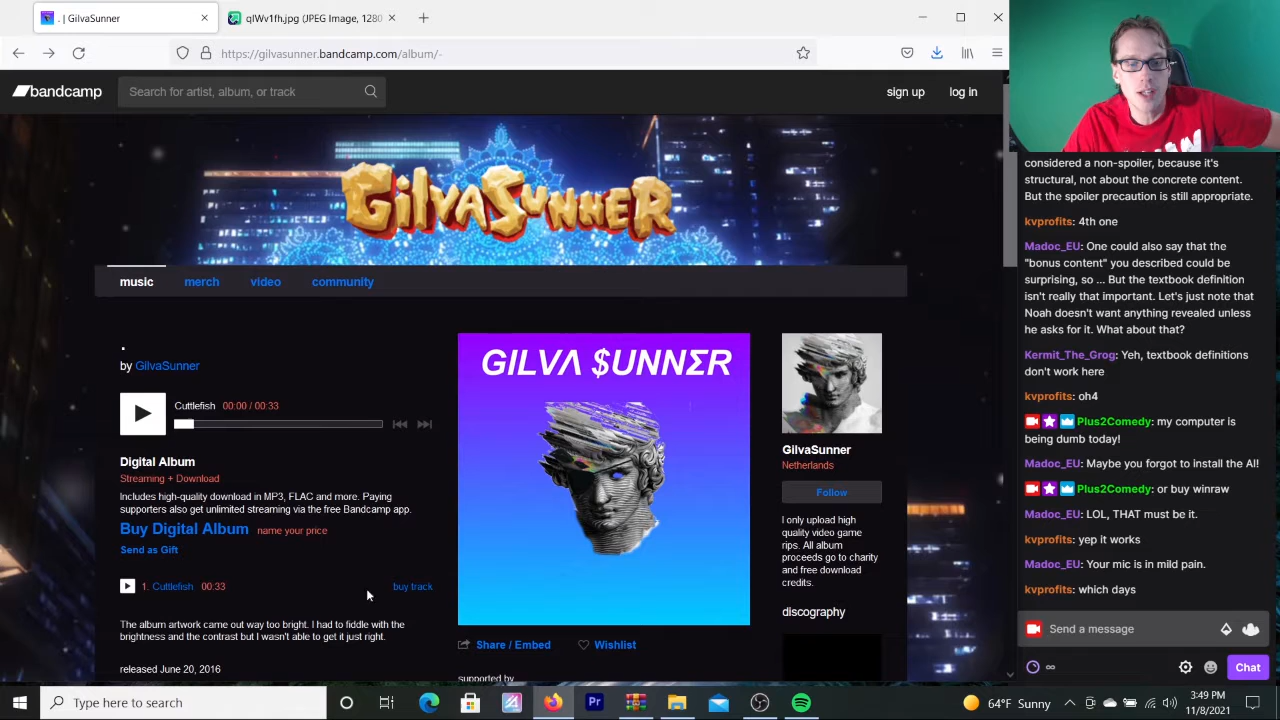 . | GilvaSunner
qIWv1fh.jpg (JPEG Image, 1280
https://gilvasunner.bandcamp.com/album/-
bandcamp
Search for artist, album, or track
sign up
log in
GilvaSunner
music
merch
video
community
.
by GilvaSunner
Cuttlefish 00:00 / 00:33
Digital Album
Streaming + Download
Includes high-quality download in MP3, FLAC and more. Paying
supporters also get unlimited streaming via the free Bandcamp app.
Buy Digital Album name your price
Send as Gift
1. Cuttlefish 00:33
buy track
The album artwork came out way too bright. I had to fiddle with the
brightness and the contrast but I wasn't able to get it just right.
released June 20, 2016
GILVΛ $UNNΣR
Share / Embed
Wishlist
supported by
GilvaSunner
Netherlands
Follow
I only upload high
quality video game
rips. All album
proceeds go to charity
and free download
credits.
discography
considered a non-spoiler, because it's
structural, not about the concrete content.
But the spoiler precaution is still appropriate.
kvprofits: 4th one
Madoc_EU: One could also say that the
"bonus content" you described could be
surprising, so ... But the textbook definition
isn't really that important. Let's just note that
Noah doesn't want anything revealed unless
he asks for it. What about that?
Kermit_The_Grog: Yeh, textbook definitions
don't work here
kvprofits: oh4
Plus2Comedy: my computer is
being dumb today!
Madoc_EU: Maybe you forgot to install the AI!
Plus2Comedy: or buy winraw
Madoc_EU: LOL, THAT must be it.
kvprofits: yep it works
Madoc_EU: Your mic is in mild pain.
kvprofits: which days
Send a message
∞
Chat
Type here to search
Pr
64°F Sunny
3:49 PM
11/8/2021